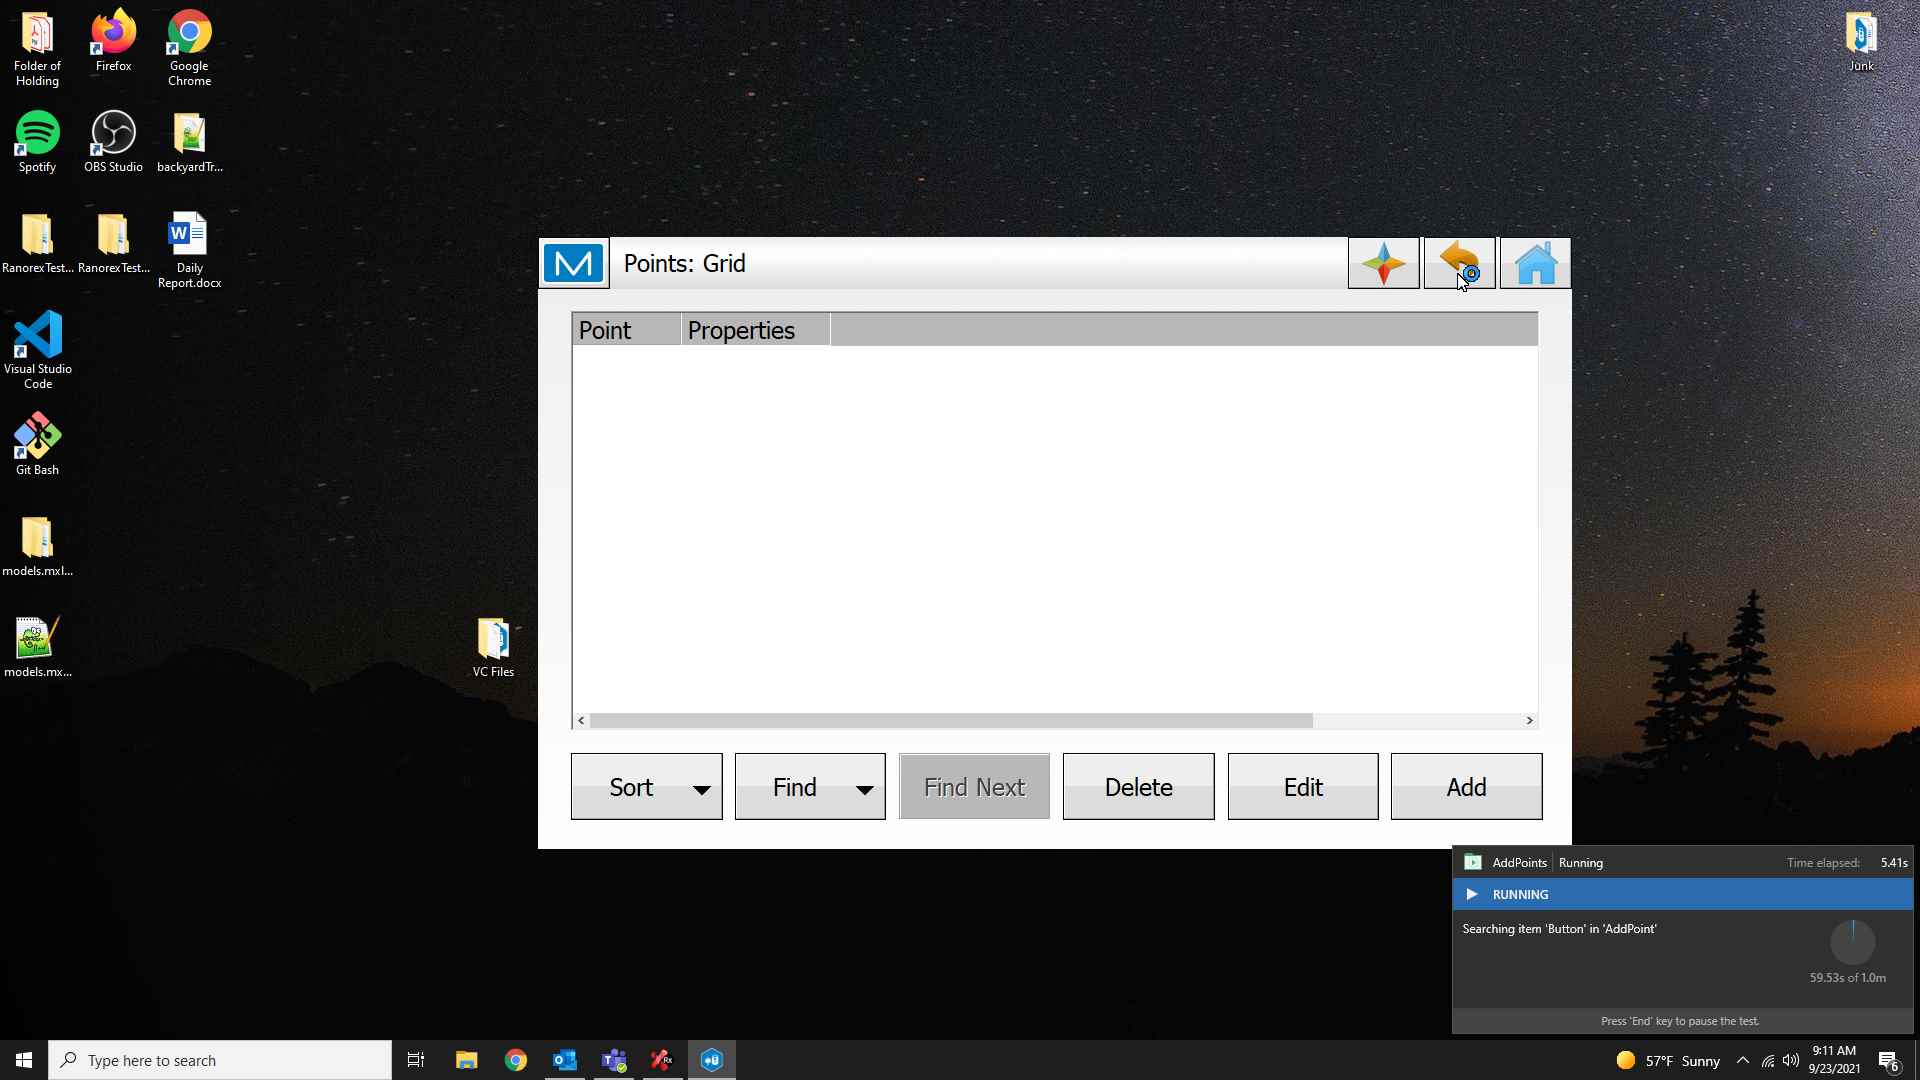 Folder of
Holding
Firefox
Google
Chrome
Junk
Spotify
OBS Studio
backyardTr...
RanorexTest...
RanorexTest...
Daily
Report.docx
Visual Studio
Code
Git Bash
models.mxl...
models.mx...
VC Files
Points: Grid
Point
Properties
Sort
Find
Find Next
Delete
Edit
Add
AddPoints
Running
Time elapsed: 5.41s
RUNNING
Searching item 'Button' in 'AddPoint'
59.53s of 1.0m
Press 'End' key to pause the test.
Type here to search
57°F Sunny
9:11 AM
9/23/2021
6